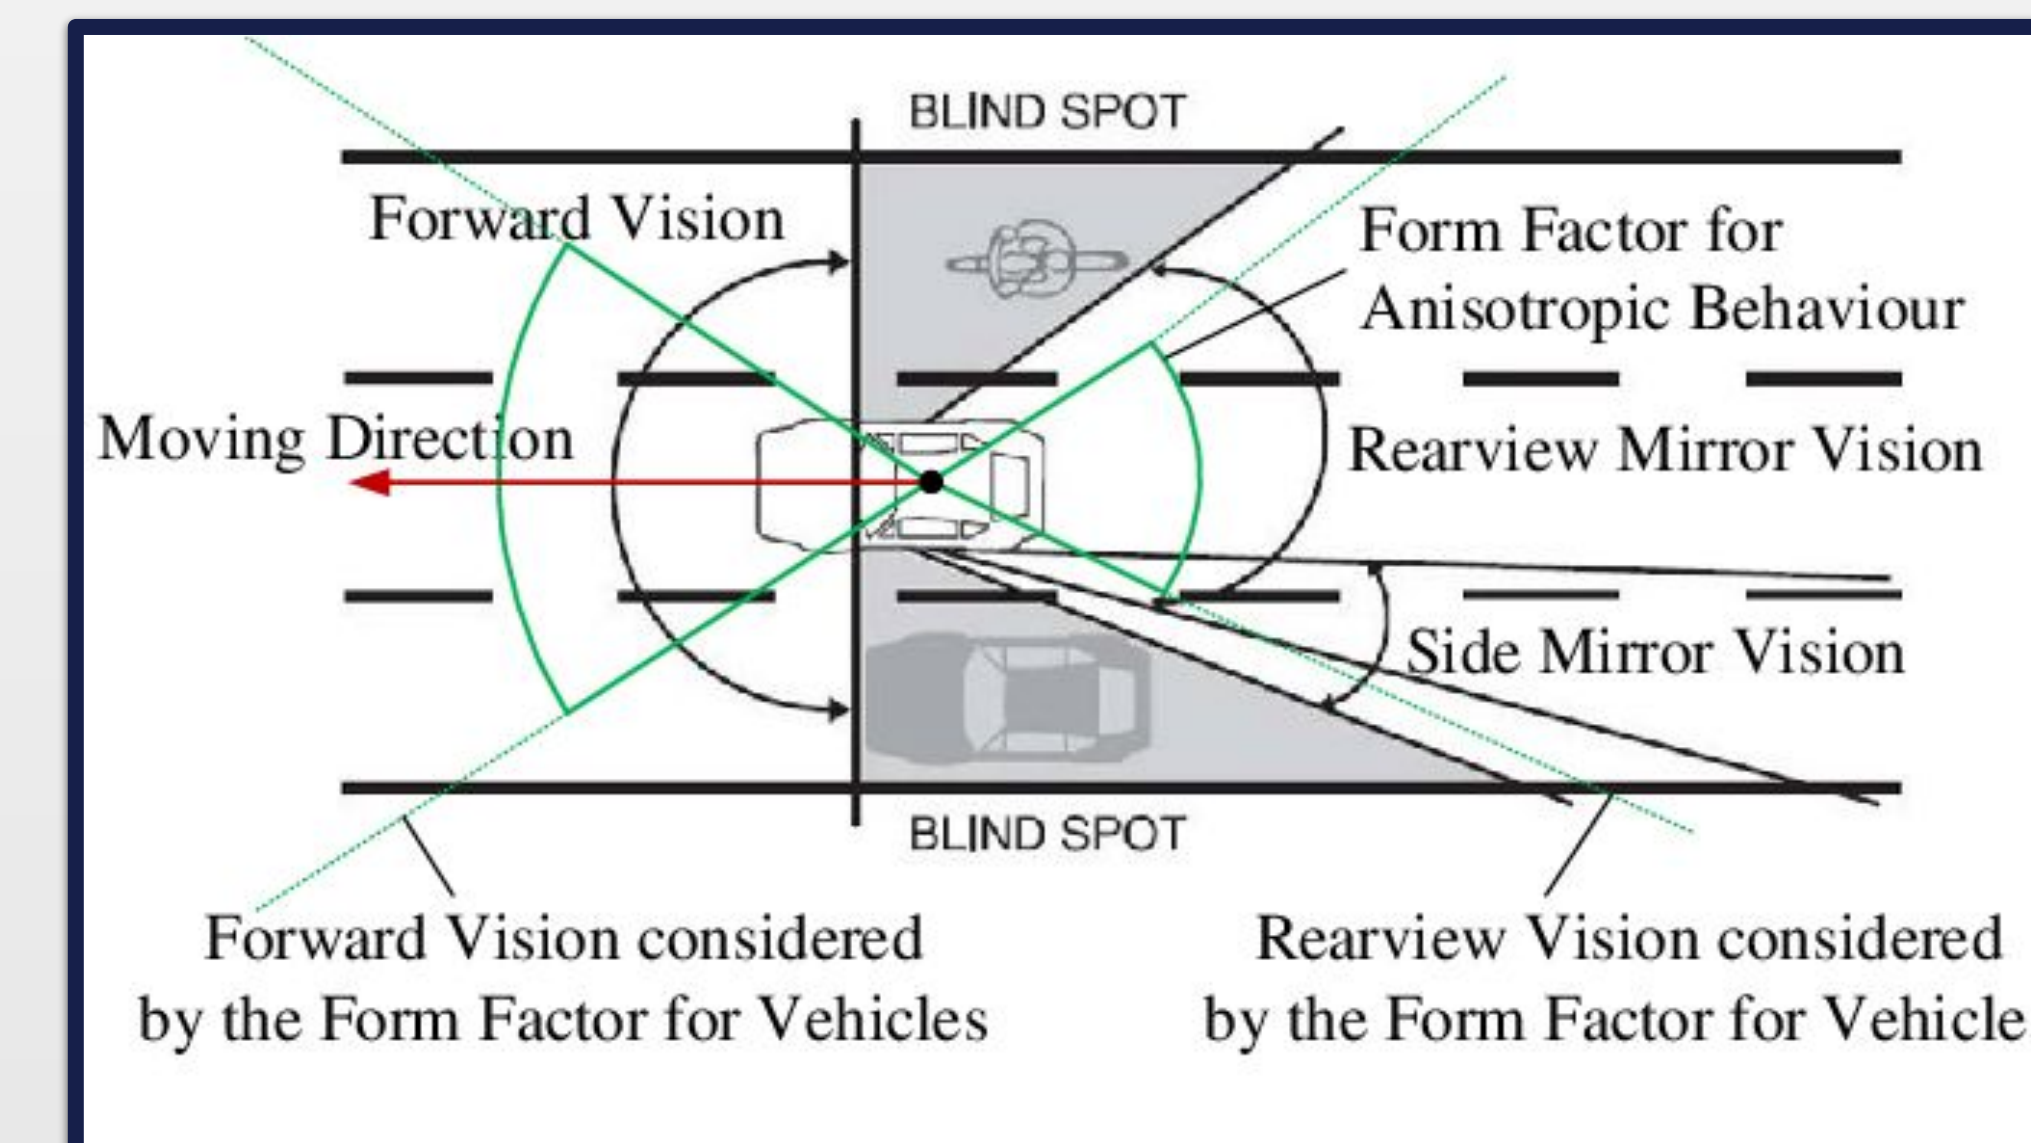 BLIND SPOT
Forward Vision
Form Factor for
Anisotropic Behaviour
Moving Direction
Rearview Mirror Vision
Side Mirror Vision
BLIND SPOT
Forward Vision considered
by the Form Factor for Vehicles
Rearview Vision considered
by the Form Factor for Vehicle